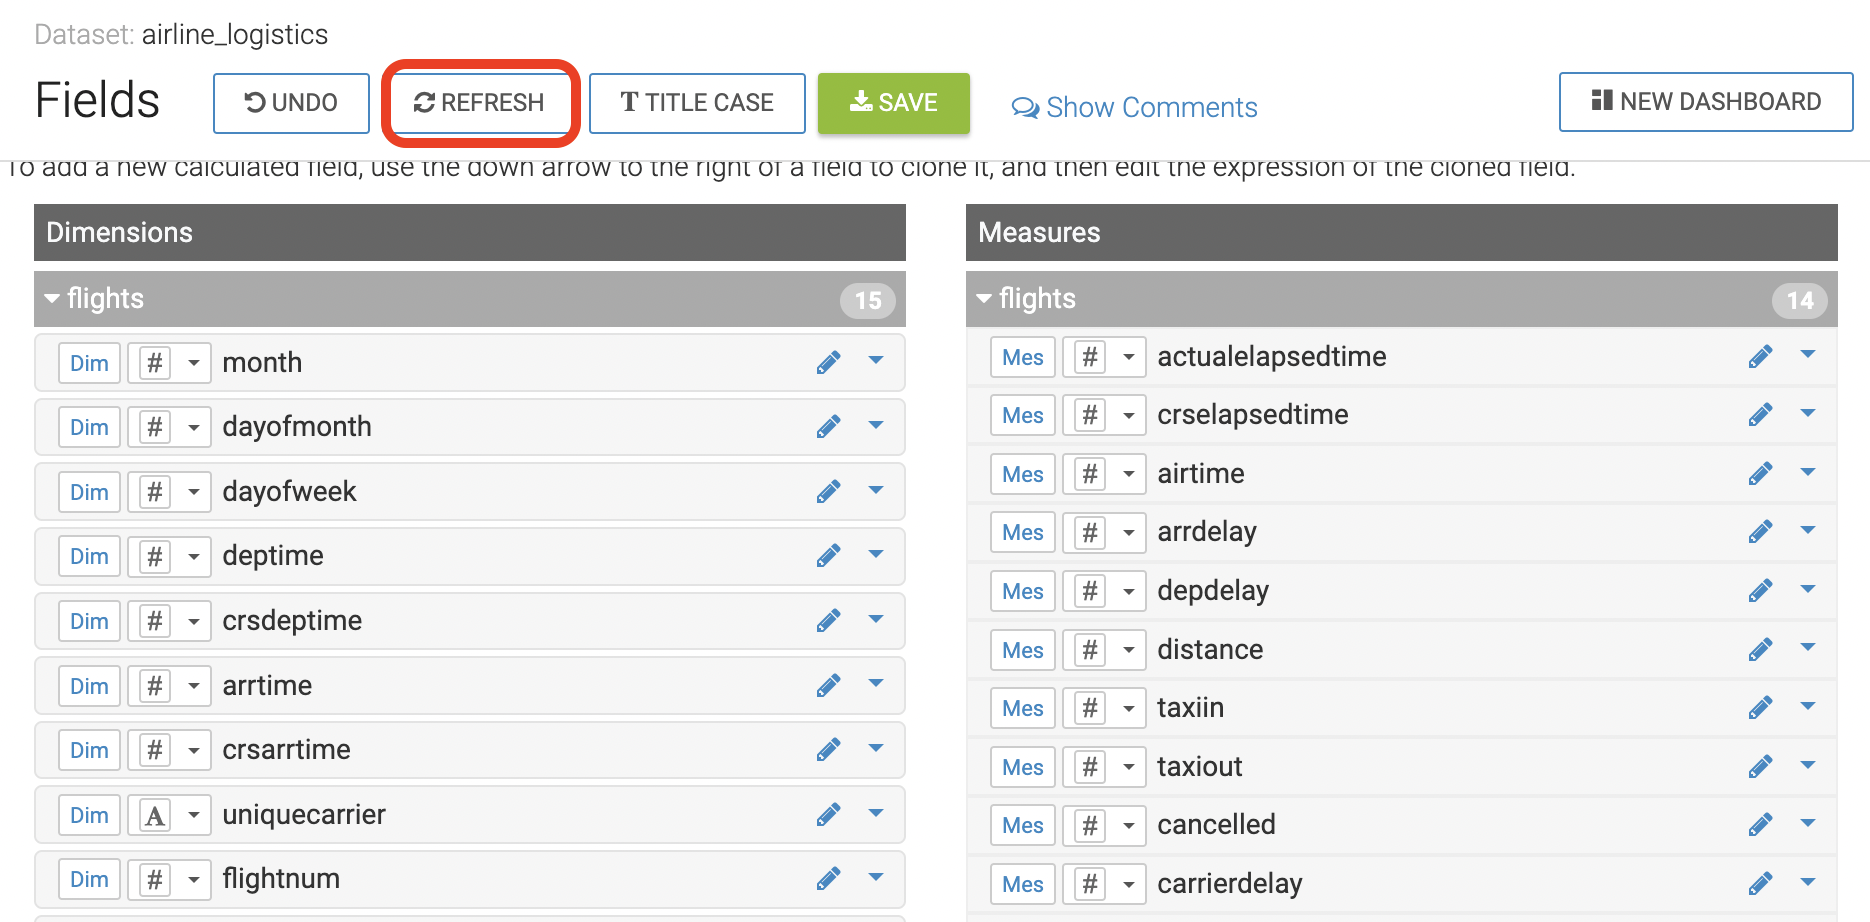 Dataset: airline_logistics
Fields
UNDO
REFRESH
TITLE CASE
SAVE
Show Comments
NEW DASHBOARD
To add a new calculated field, use the down arrow to the right of a field to clone it, and then edit the expression of the cloned field.
Dimensions
flights 15
Dim # month
Dim # dayofmonth
Dim # dayofweek
Dim # deptime
Dim # crsdeptime
Dim # arrtime
Dim # crsarrtime
Dim A uniquecarrier
Dim # flightnum
Measures
flights 14
Mes # actualelapsedtime
Mes # crselapsedtime
Mes # airtime
Mes # arrdelay
Mes # depdelay
Mes # distance
Mes # taxiin
Mes # taxiout
Mes # cancelled
Mes # carrierdelay